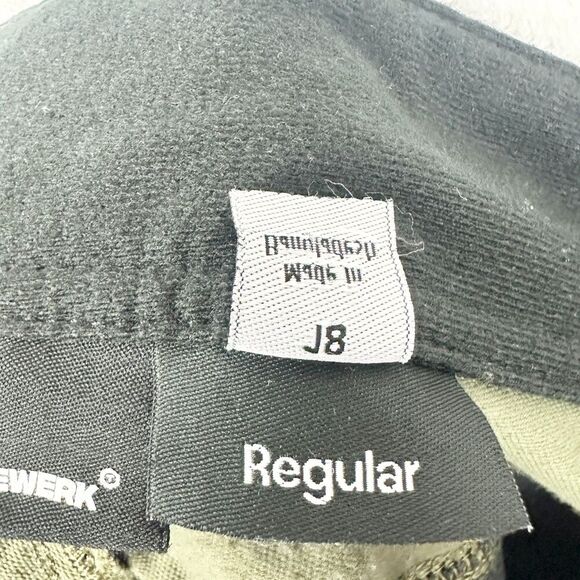 Made in
Bangladesh
J8
Regular
EWERK®